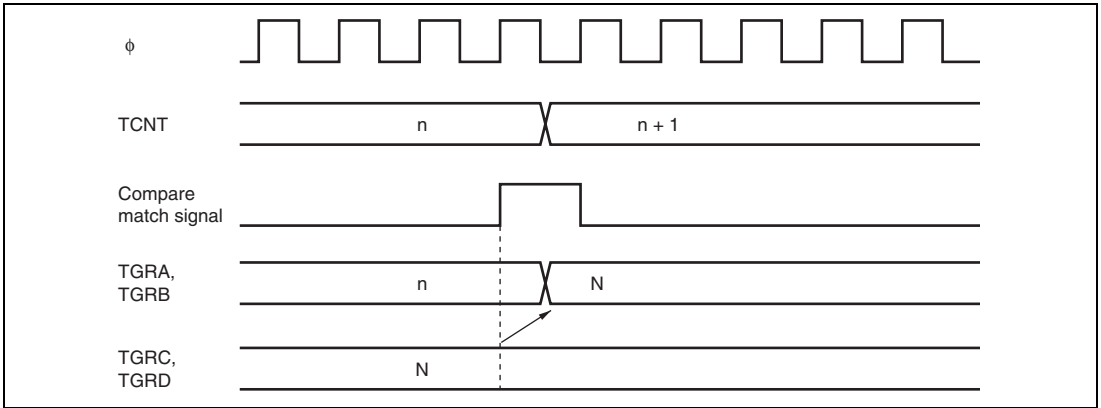 ϕ
TCNT
n
n + 1
Compare
match signal
TGRA,
TGRB
n
N
TGRC,
TGRD
N